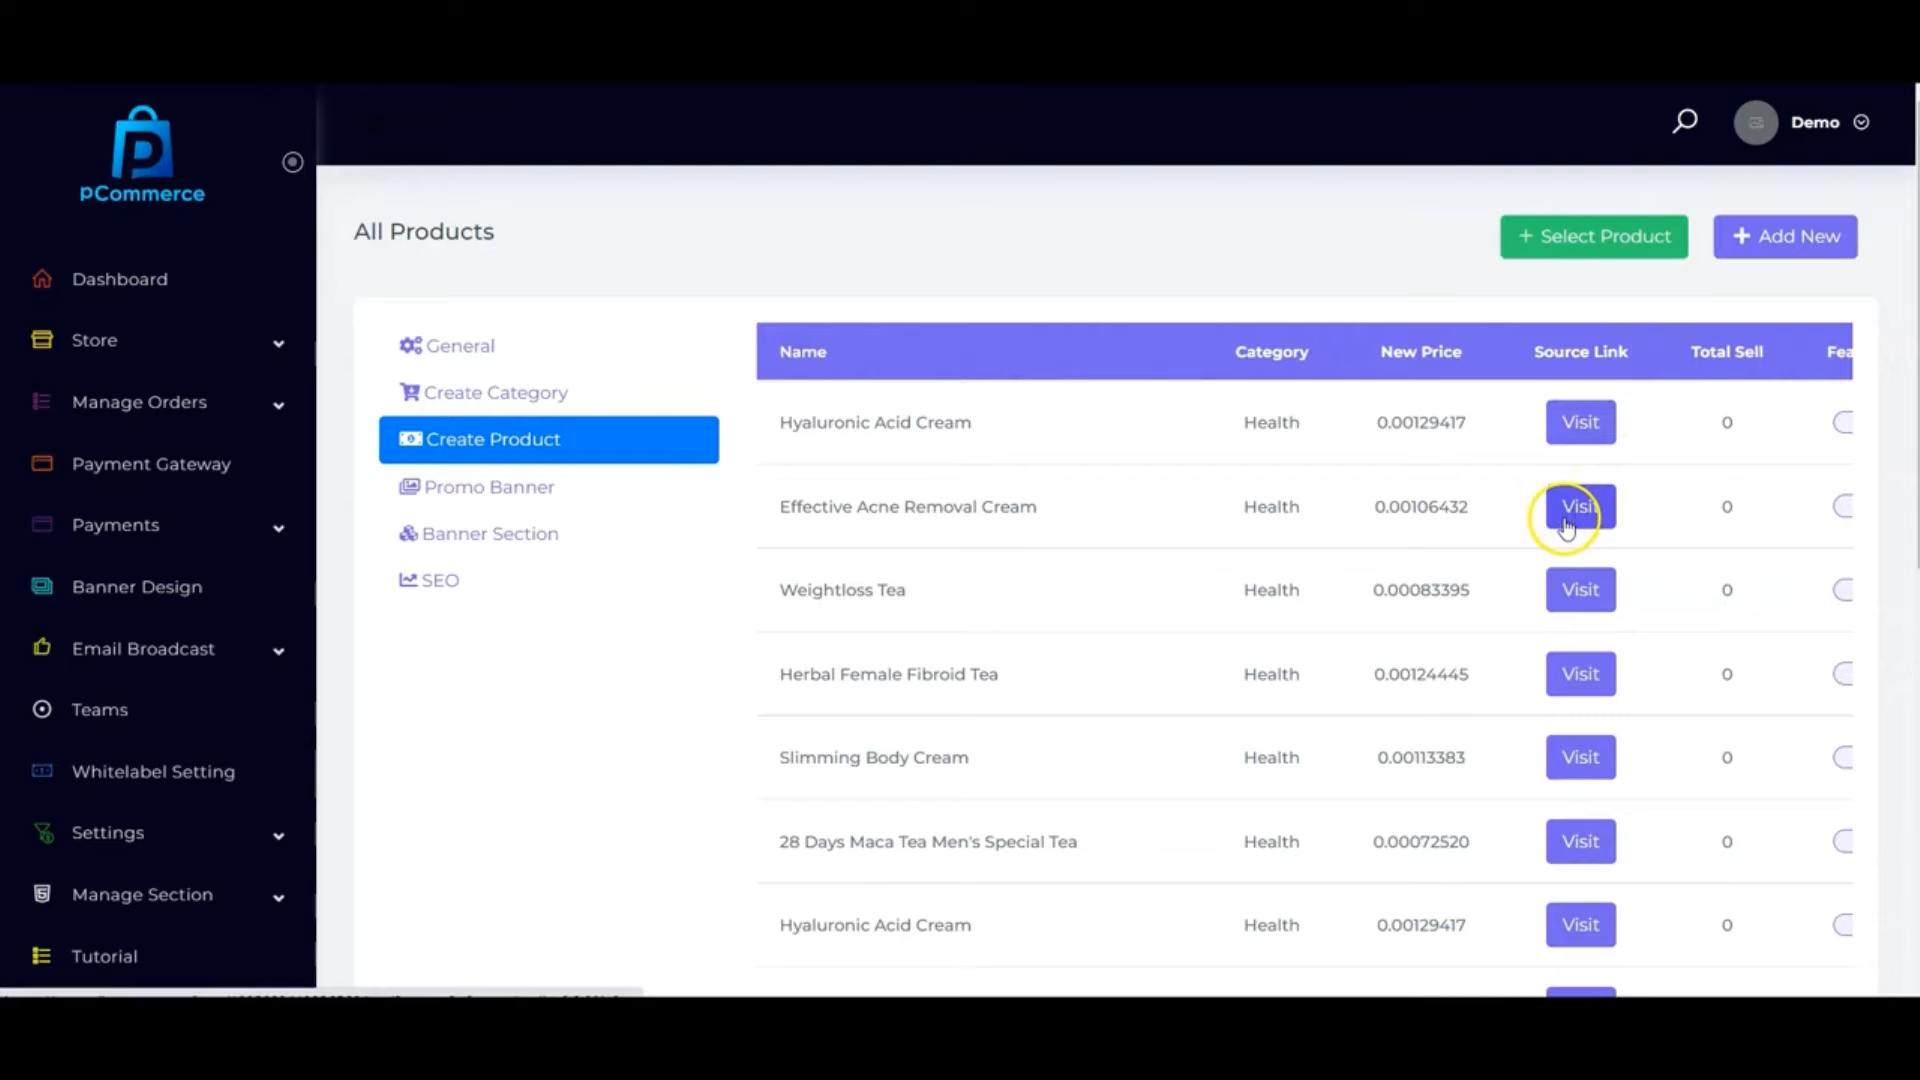 pCommerce
Demo
All Products
+ Select Product
+ Add New
Dashboard
Store
Manage Orders
Payment Gateway
Payments
Banner Design
Email Broadcast
Teams
Whitelabel Setting
Settings
Manage Section
Tutorial
General
Create Category
Create Product
Promo Banner
Banner Section
SEO
Name Category New Price Source Link Total Sell Fea
Hyaluronic Acid Cream Health 0.00129417 Visit 0
Effective Acne Removal Cream Health 0.00106432 Visit 0
Weightloss Tea Health 0.00083395 Visit 0
Herbal Female Fibroid Tea Health 0.00124445 Visit 0
Slimming Body Cream Health 0.00113383 Visit 0
28 Days Maca Tea Men's Special Tea Health 0.00072520 Visit 0
Hyaluronic Acid Cream Health 0.00129417 Visit 0